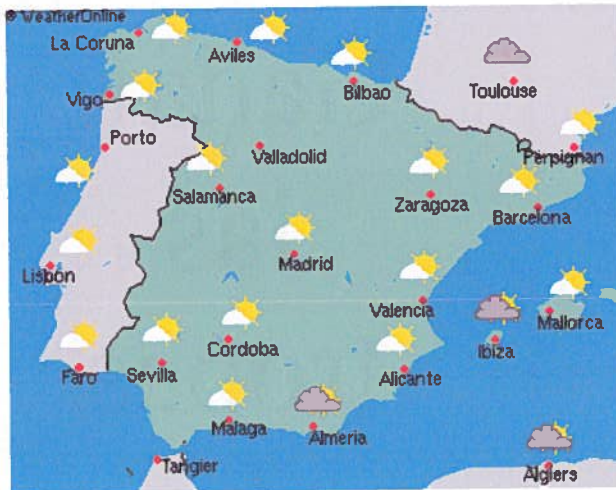 © WeatherOnline
La Coruna
Aviles
Bilbao
Toulouse
Vigo
Porto
Valladolid
Perpignan
Salamanca
Zaragoza
Barcelona
Madrid
Lisbon
Valencia
Mallorca
Cordoba
Ibiza
Faro
Sevilla
Alicante
Malaga
Almeria
Tangier
Algiers